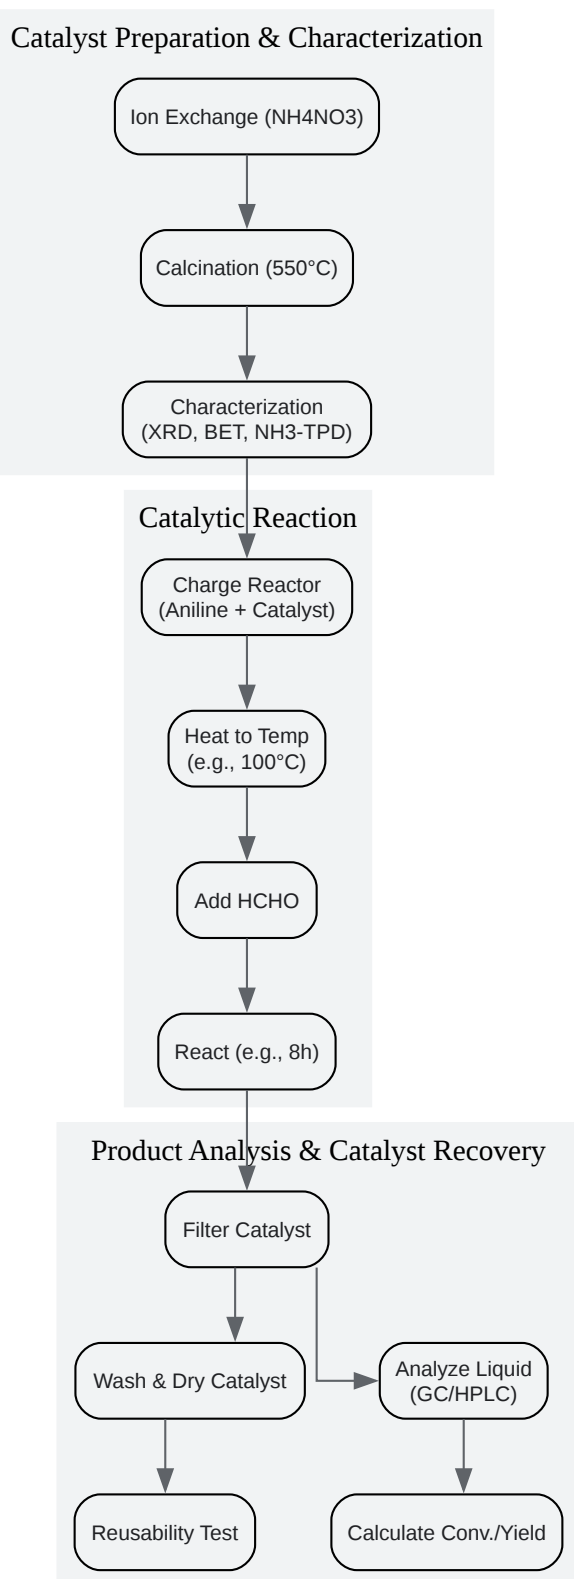 Catalyst Preparation & Characterization
Ion Exchange (NH4NO3)
Calcination (550°C)
Characterization
(XRD, BET, NH3-TPD)
Catalytic Reaction
Charge Reactor
(Aniline + Catalyst)
Heat to Temp
(e.g., 100°C)
Add HCHO
React (e.g., 8h)
Product Analysis & Catalyst Recovery
Filter Catalyst
Wash & Dry Catalyst
Analyze Liquid
(GC/HPLC)
Reusability Test
Calculate Conv./Yield